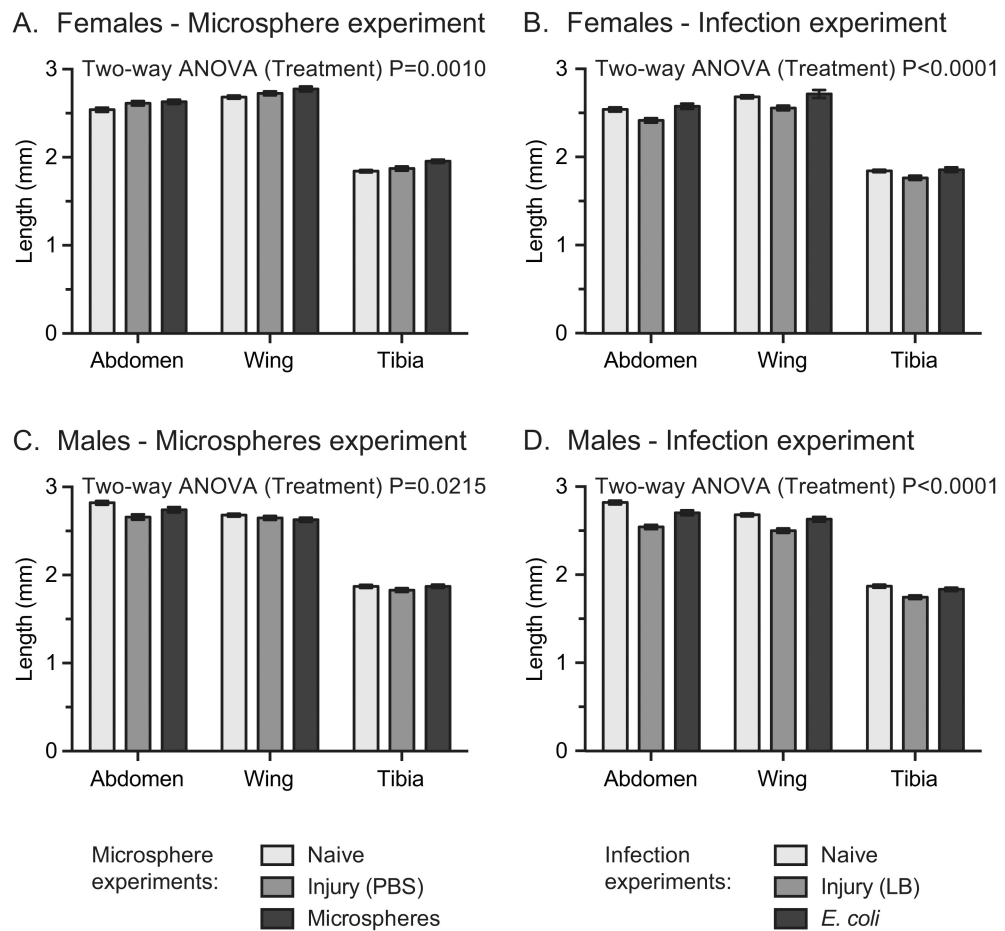 A. Females - Microsphere experiment
Two-way ANOVA (Treatment) P=0.0010
Length (mm)
3
2
1
0
Abdomen Wing Tibia
B. Females - Infection experiment
Two-way ANOVA (Treatment) P<0.0001
Length (mm)
3
2
1
0
Abdomen Wing Tibia
C. Males - Microspheres experiment
Two-way ANOVA (Treatment) P=0.0215
Length (mm)
3
2
1
0
Abdomen Wing Tibia
D. Males - Infection experiment
Two-way ANOVA (Treatment) P<0.0001
Length (mm)
3
2
1
0
Abdomen Wing Tibia
Microsphere
experiments:
Naive
Injury (PBS)
Microspheres
Infection
experiments:
Naive
Injury (LB)
E. coli